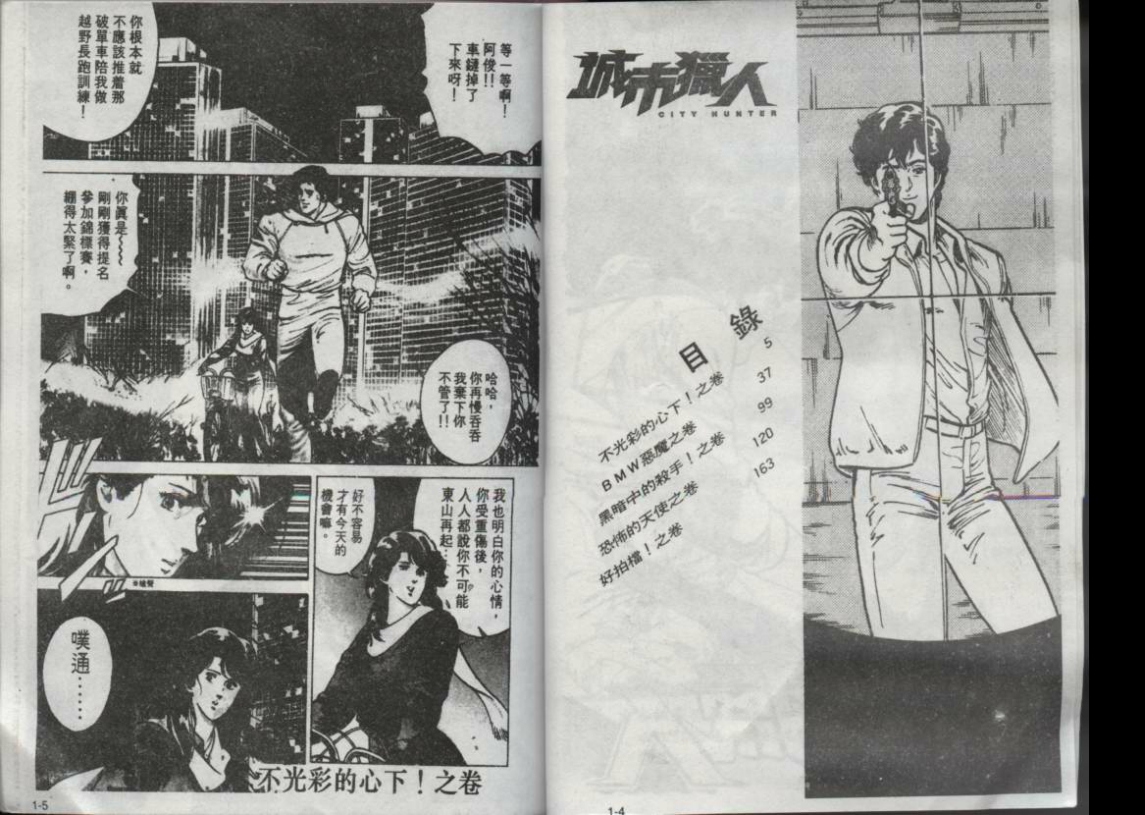 城市獵人
CITY HUNTER
目錄
不光彩的心下！之卷 5
BMW惡魔之卷 37
黑暗中的殺手！之卷 99
恐怖的天使之卷 120
好拍檔！之卷 163
1-4
等一等啊！
阿俊!!
車鏈掉了
下來呀！
你根本就
不應該推着那
破單車陪我做
越野長跑訓練！
你眞是～～～
剛剛獲得提名
參加錦標賽，
綳得太緊了啊。
哈哈，
你再慢吞吞
我棄下你
不管了!!
我也明白你的心情，
你受重傷後，
人人都說你不可能
東山再起…
好不容易
才有今天的
機會嘛。
噗通……
不光彩的心下！之卷
1-5